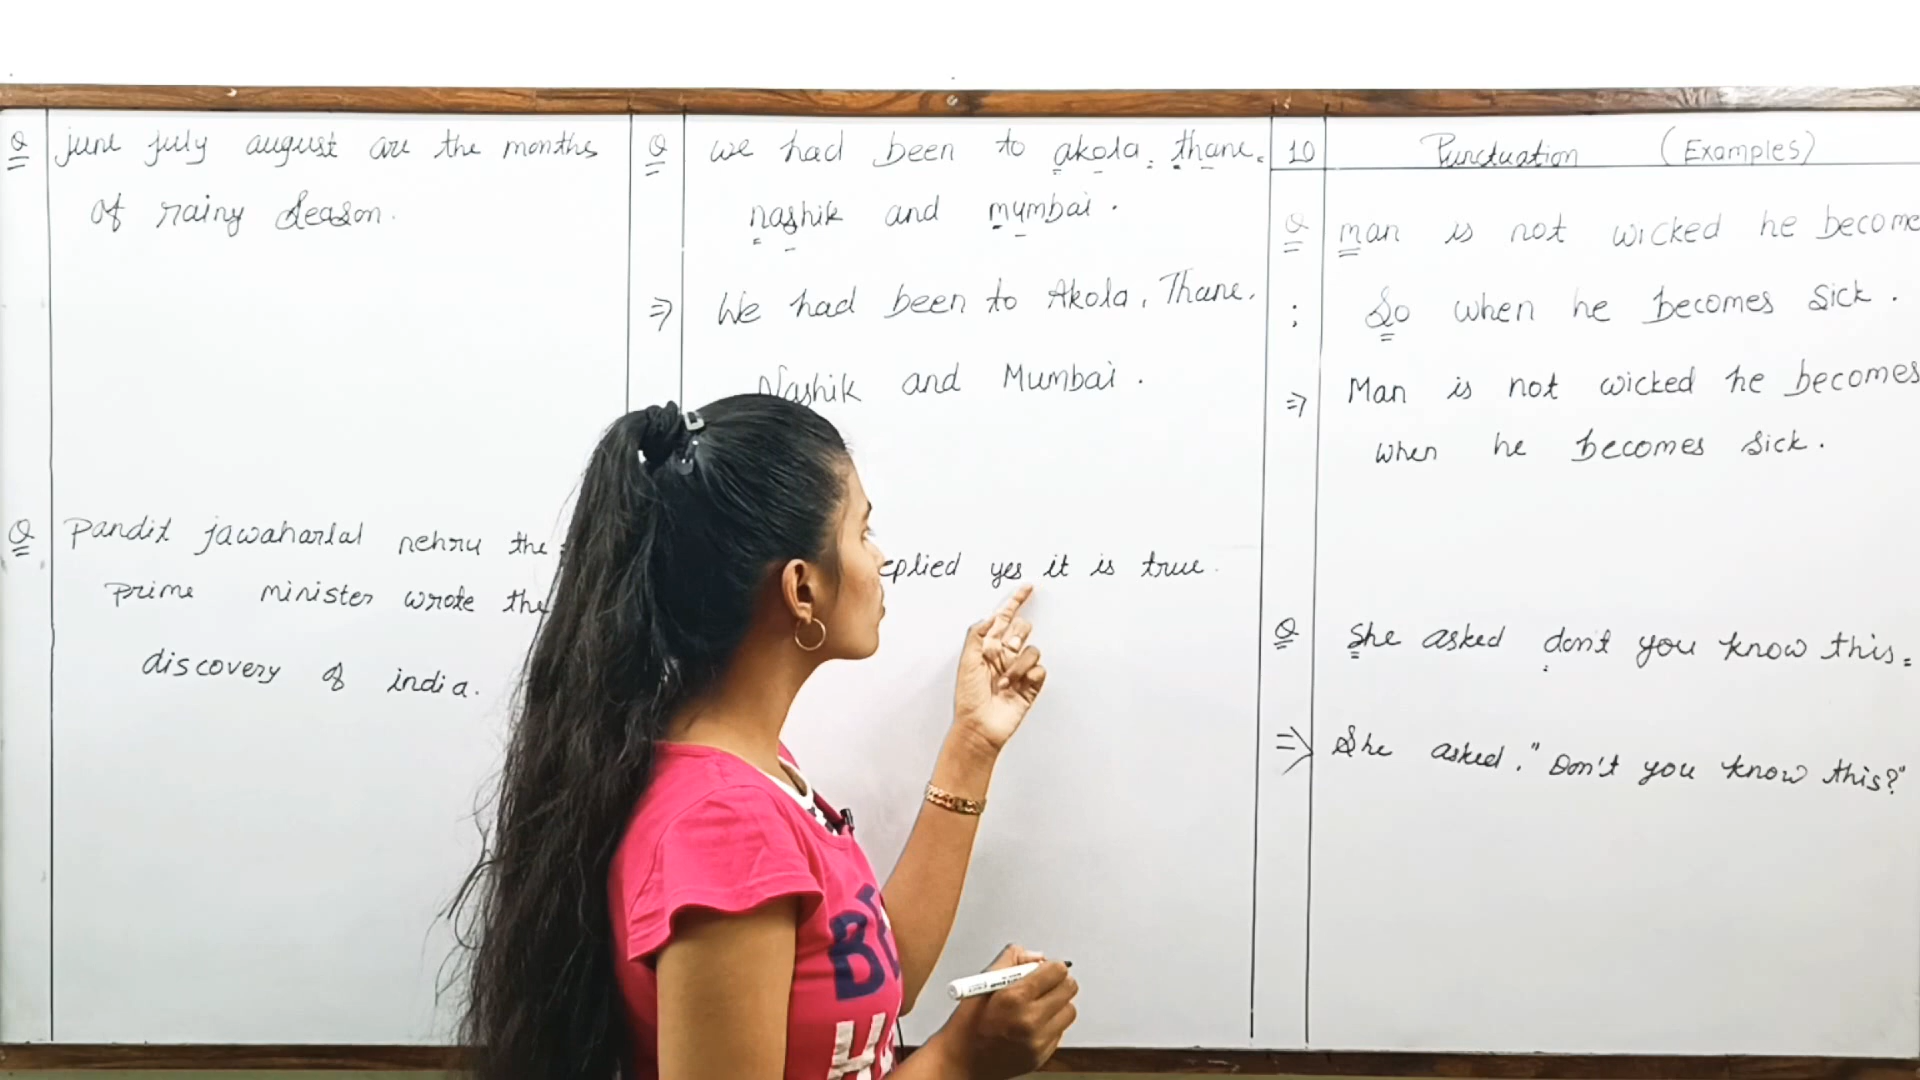 Q june july august are the months
of rainy season.
Q Pandit jawaharlal nehru the
prime minister wrote the
discovery of india.
Q we had been to akola, thane,
nashik and mumbai.
⇒ We had been to Akola, Thane,
Nashik and Mumbai.
eplied yes it is true.
10 Punctuation (Examples)
Q man is not wicked he become
: So when he becomes sick.
⇒ Man is not wicked he becomes
when he becomes sick.
Q She asked don't you know this.
⇒ She asked, "Don't you know this?"
BE
H